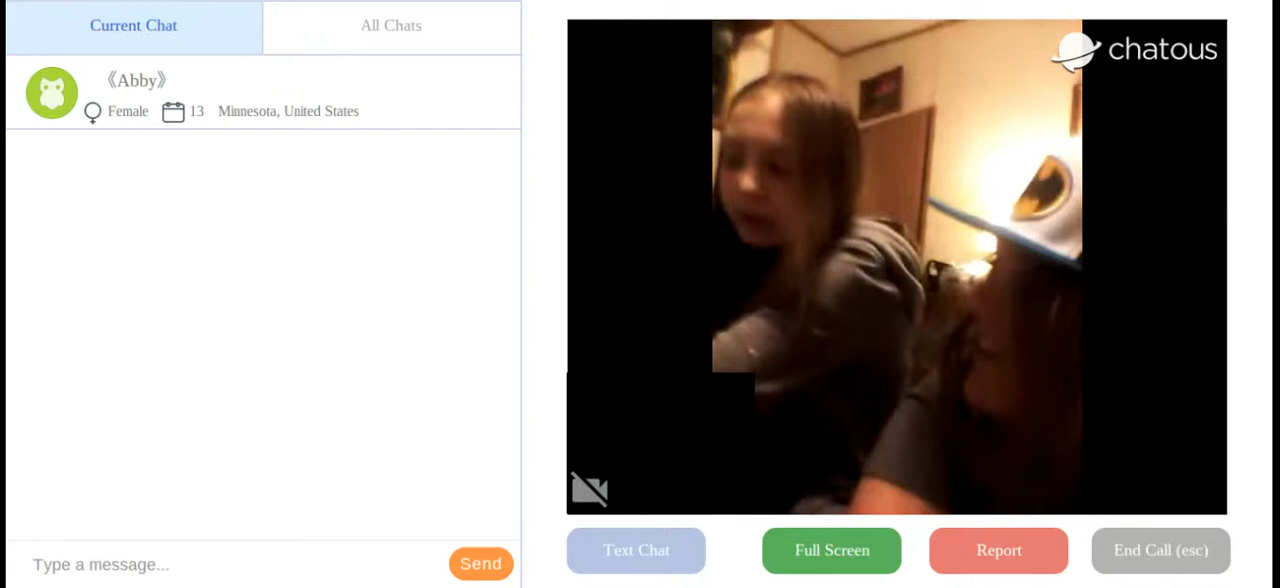 Current Chat
All Chats
《Abby》
Female 13 Minnesota, United States
chatous
Type a message...
Send
Text Chat
Full Screen
Report
End Call (esc)